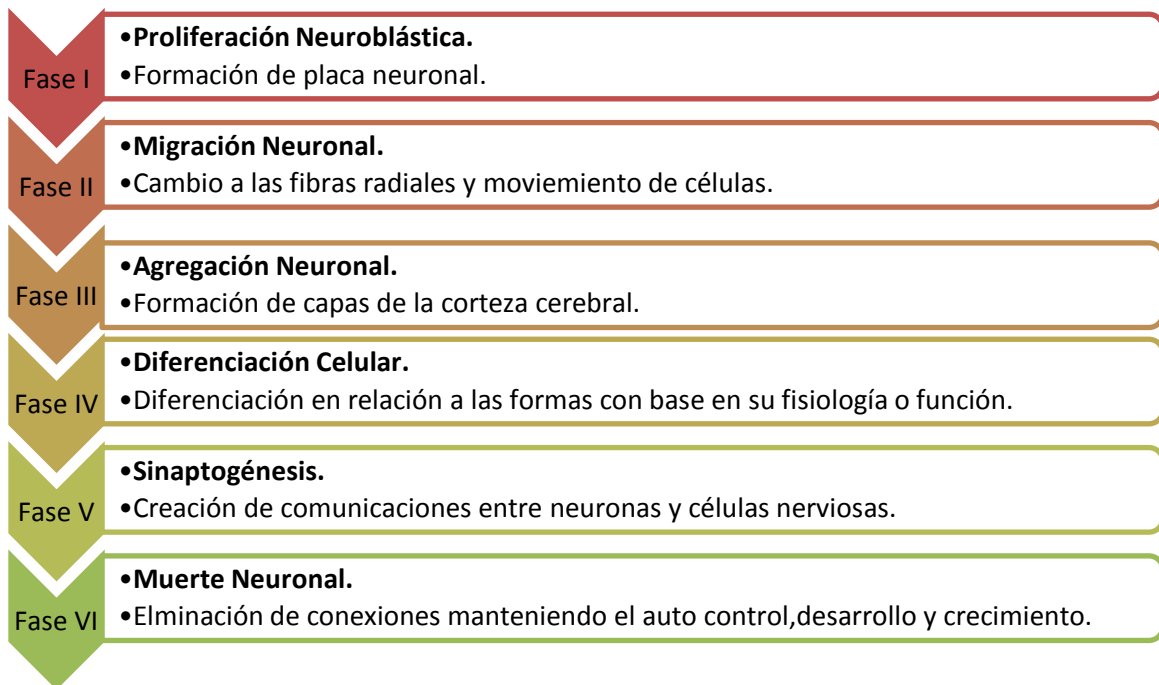 Fase I
•Proliferación Neuroblástica.
•Formación de placa neuronal.
Fase II
•Migración Neuronal.
•Cambio a las fibras radiales y moviemiento de células.
Fase III
•Agregación Neuronal.
•Formación de capas de la corteza cerebral.
Fase IV
•Diferenciación Celular.
•Diferenciación en relación a las formas con base en su fisiología o función.
Fase V
•Sinaptogénesis.
•Creación de comunicaciones entre neuronas y células nerviosas.
Fase VI
•Muerte Neuronal.
•Elminación de conexiones manteniendo el auto control,desarrollo y crecimiento.